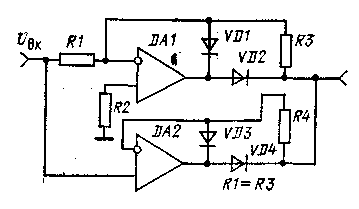 Uвх
R1
DA1
VD1
R3
VD2
R2
DA2
VD3
R4
VD4
R1=R3